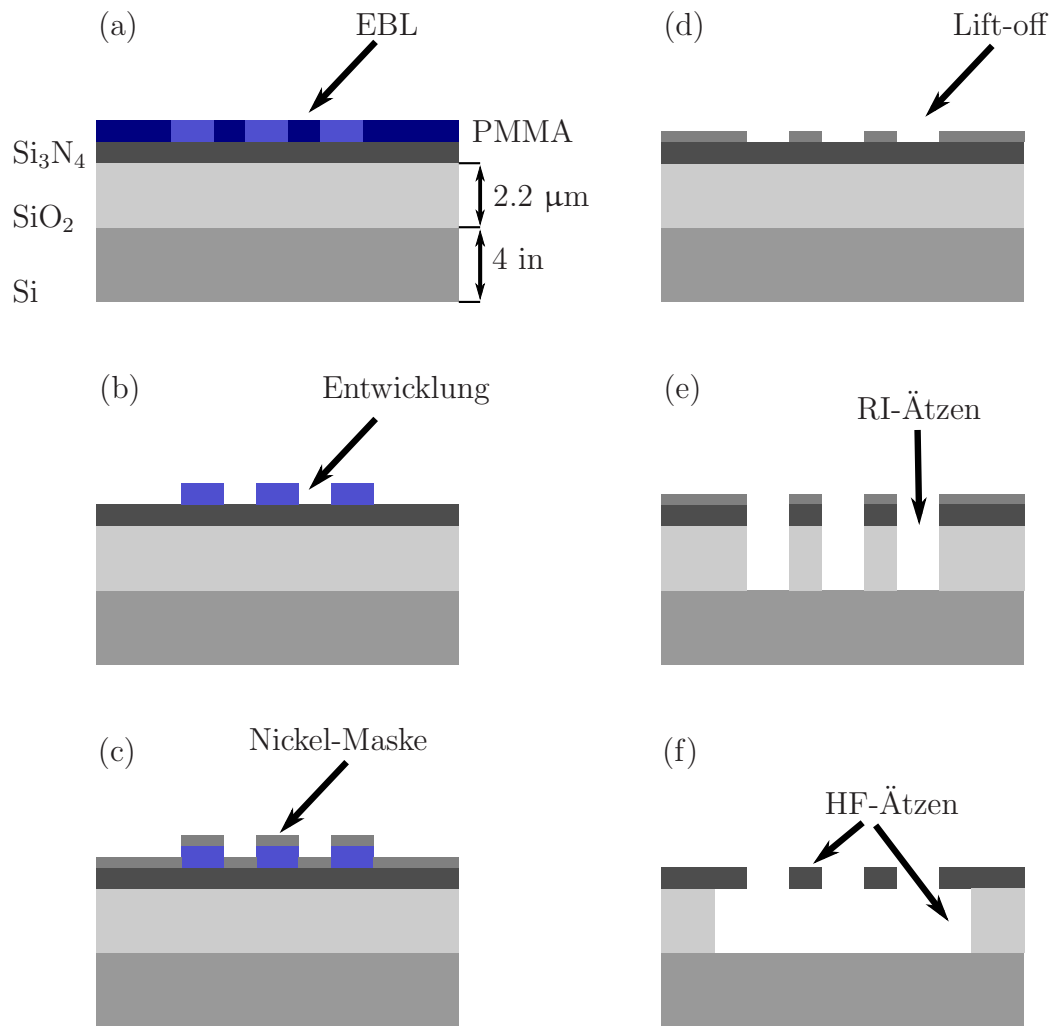 (a)
EBL
PMMA
Si₃N₄
2.2 µm
SiO₂
4 in
Si
(b)
Entwicklung
(c)
Nickel-Maske
(d)
Lift-off
(e)
RI-Ätzen
(f)
HF-Ätzen